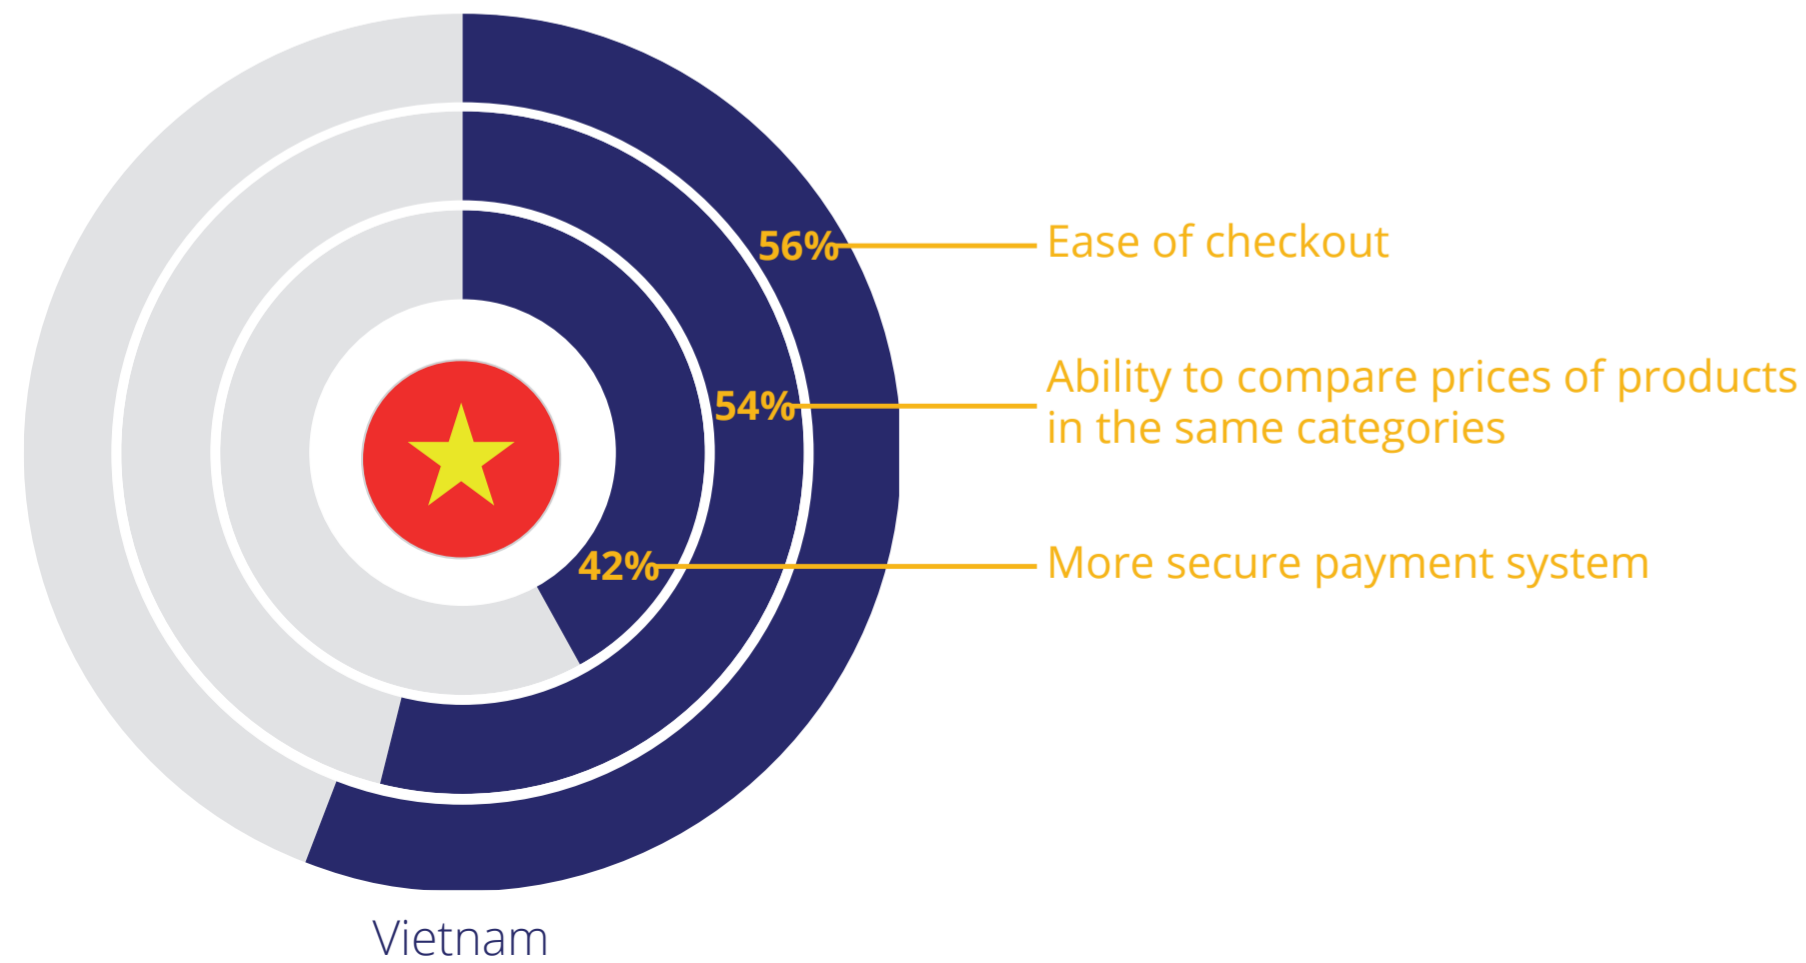 56%
Ease of checkout
54%
Ability to compare prices of products
in the same categories
42%
More secure payment system
Vietnam